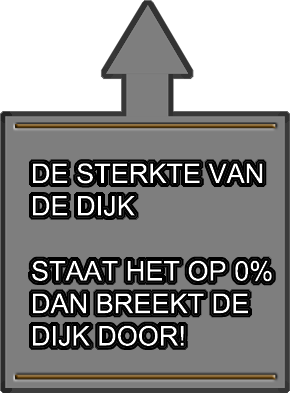 DE STERKTE VAN
DE DIJK
STAAT HET OP 0%
DAN BREEKT DE
DIJK DOOR!